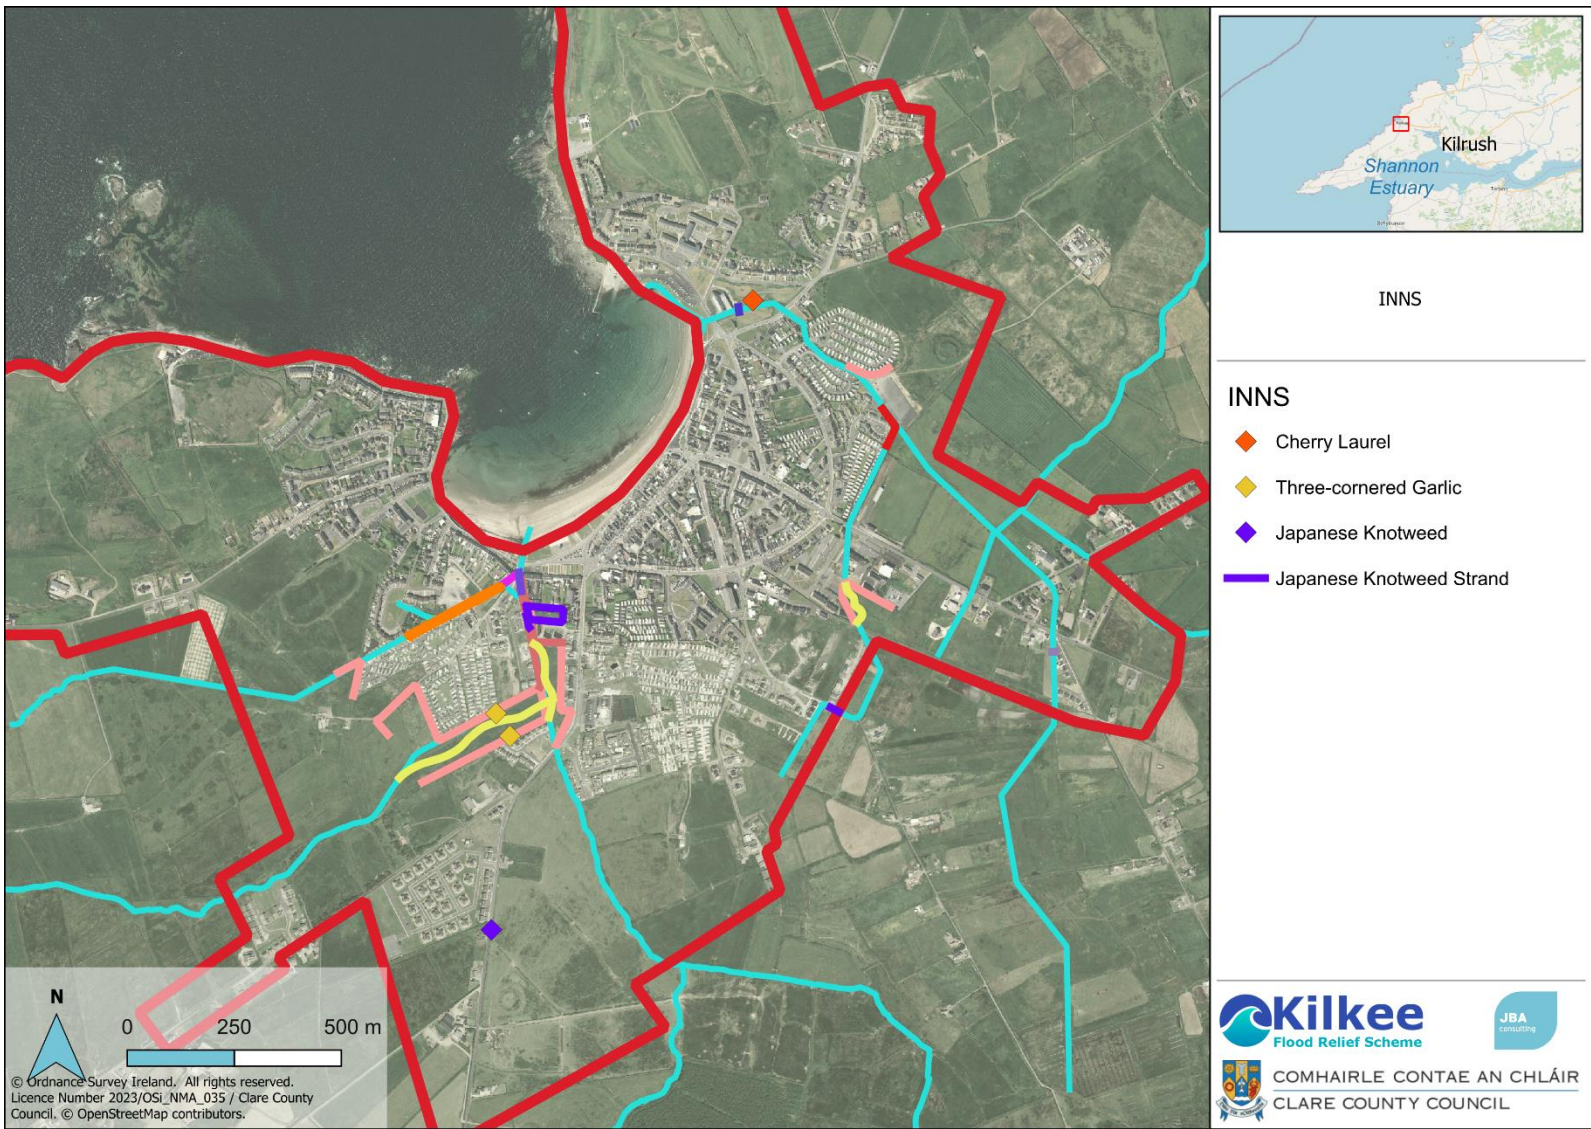 Kilrush
Shannon
Estuary
INNS
INNS
Cherry Laurel
Three-cornered Garlic
Japanese Knotweed
Japanese Knotweed Strand
N
0 250 500 m
© Ordnance Survey Ireland. All rights reserved.
Licence Number 2023/OSi_NMA_035 / Clare County
Council. © OpenStreetMap contributors.
Kilkee
Flood Relief Scheme
JBA
consulting
COMHAIRLE CONTAE AN CHLÁIR
CLARE COUNTY COUNCIL